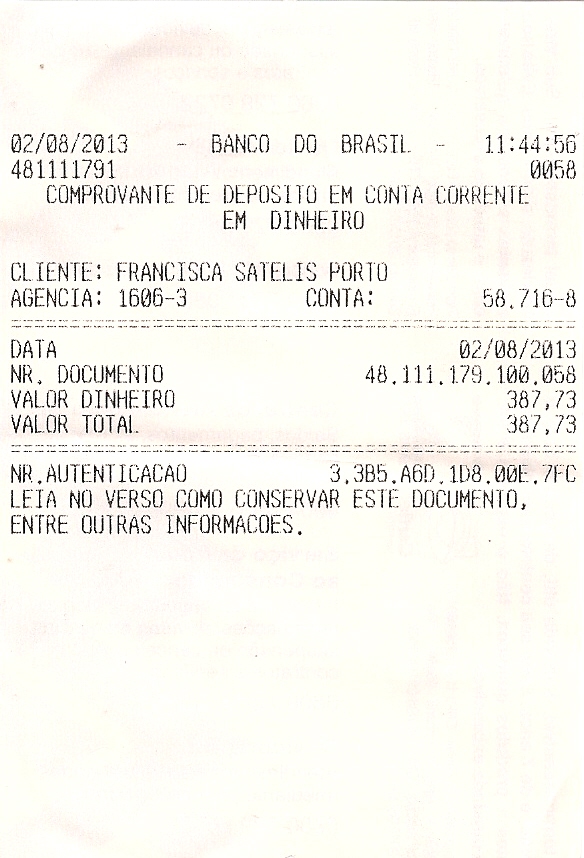 02/08/2013 - BANCO DO BRASIL - 11:44:56
481111791 0058
COMPROVANTE DE DEPOSITO EM CONTA CORRENTE
EM DINHEIRO
CLIENTE: FRANCISCA SATELIS PORTO
AGENCIA: 1606-3 CONTA: 58.716-8
DATA 02/08/2013
NR. DOCUMENTO 48.111.179.100.058
VALOR DINHEIRO 387,73
VALOR TOTAL 387,73
NR.AUTENTICACAO 3.3B5.A6D.1D8.00E.7FC
LEIA NO VERSO COMO CONSERVAR ESTE DOCUMENTO,
ENTRE OUTRAS INFORMACOES.